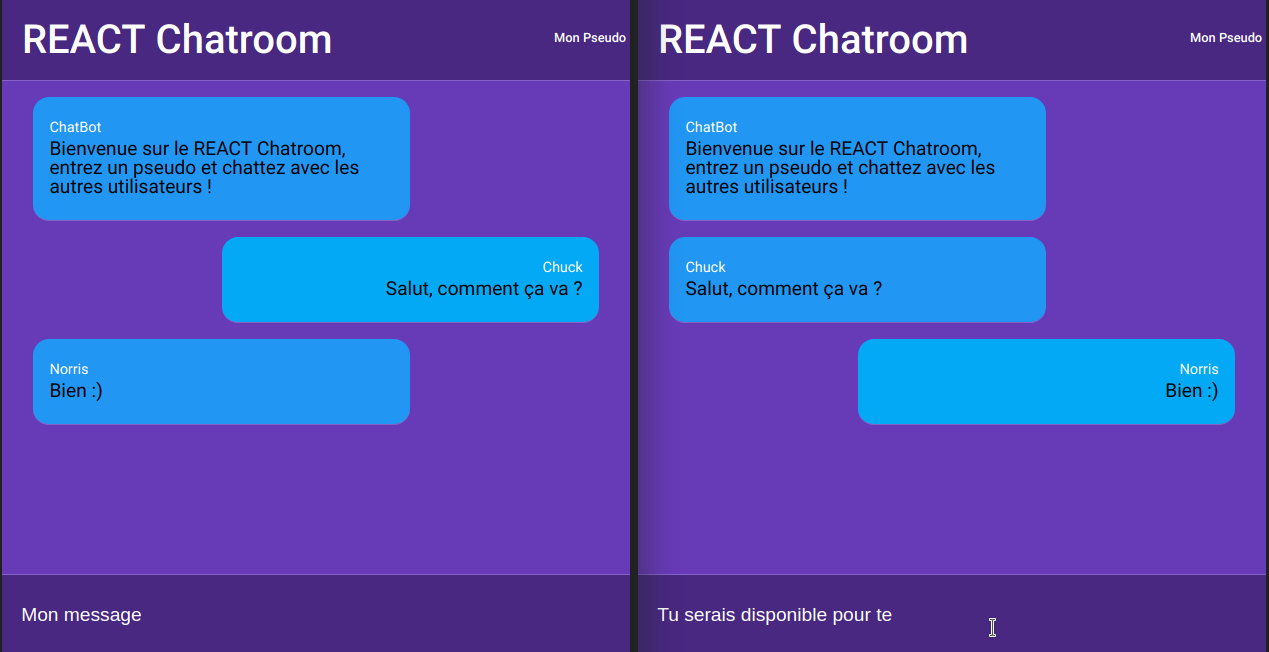 REACT Chatroom
Mon Pseudo
ChatBot
Bienvenue sur le REACT Chatroom,
entrez un pseudo et chattez avec les
autres utilisateurs !
Chuck
Salut, comment ça va ?
Norris
Bien :)
Mon message
REACT Chatroom
Mon Pseudo
ChatBot
Bienvenue sur le REACT Chatroom,
entrez un pseudo et chattez avec les
autres utilisateurs !
Chuck
Salut, comment ça va ?
Norris
Bien :)
Tu serais disponible pour te